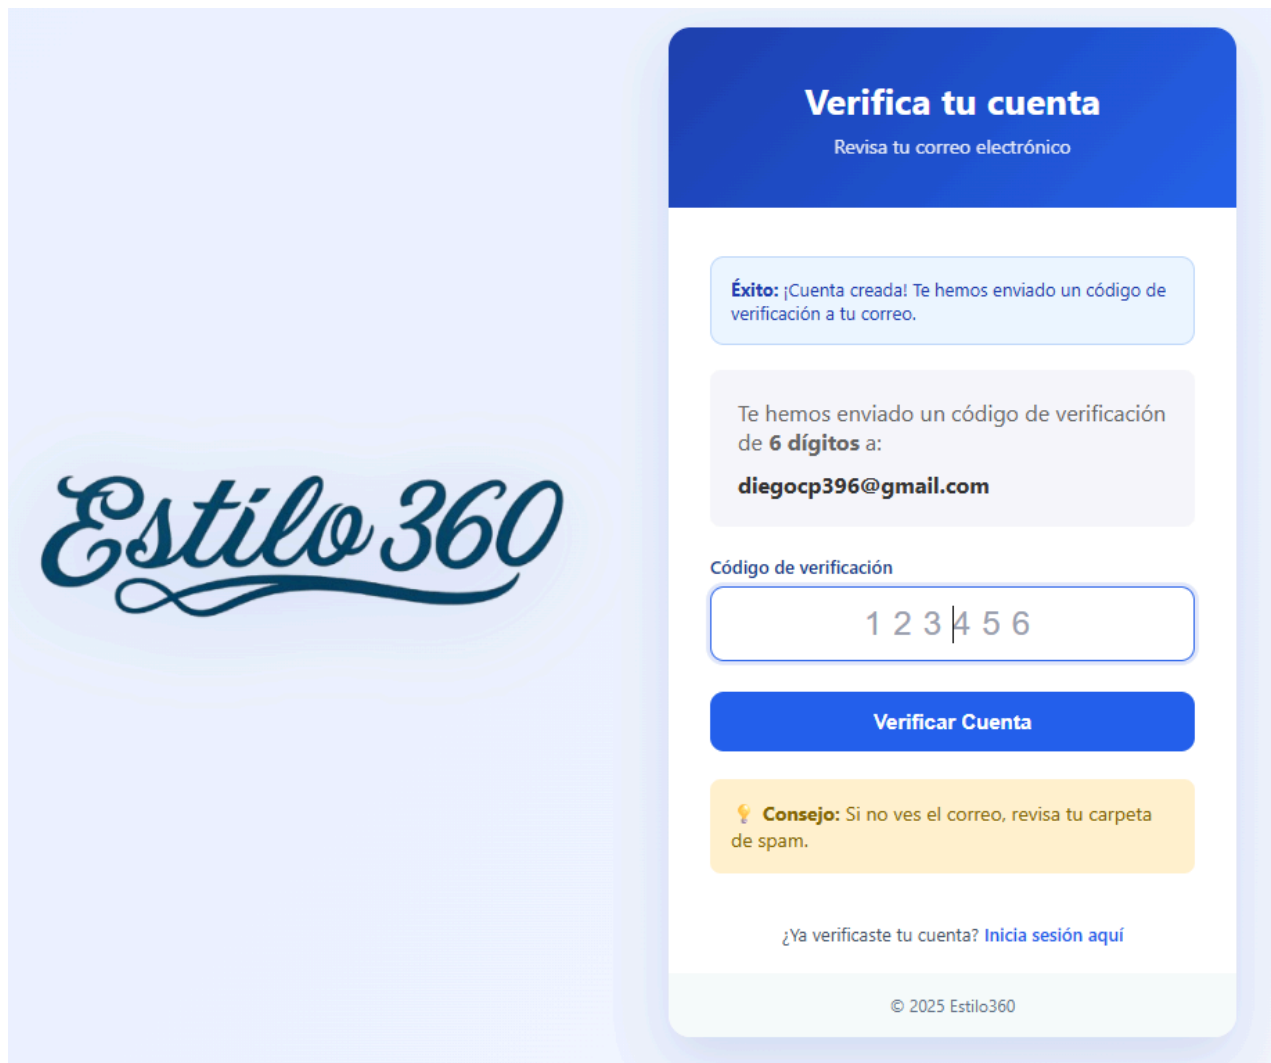 Estilo 360
Verifica tu cuenta
Revisa tu correo electrónico
Éxito: ¡Cuenta creada! Te hemos enviado un código de
verificación a tu correo.
Te hemos enviado un código de verificación
de 6 dígitos a:
diegocp396@gmail.com
Código de verificación
1 2 3 4 5 6
Verificar Cuenta
💡 Consejo: Si no ves el correo, revisa tu carpeta
de spam.
¿Ya verificaste tu cuenta? Inicia sesión aquí
© 2025 Estilo360